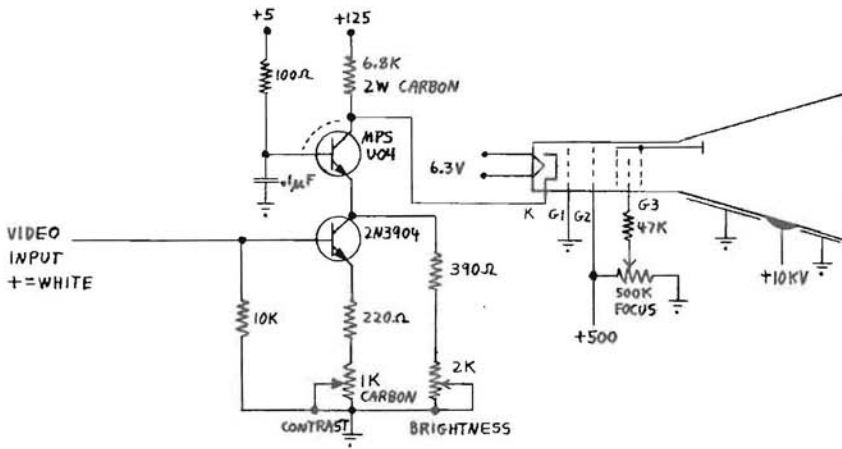 +5
+125
100Ω
6.8K
2W CARBON
MPS
U04
.1µF
6.3V
K
G1
G2
G3
47K
500K
FOCUS
+500
+10KV
VIDEO
INPUT
+=WHITE
2N3904
10K
220Ω
390Ω
1K
CARBON
2K
CONTRAST
BRIGHTNESS